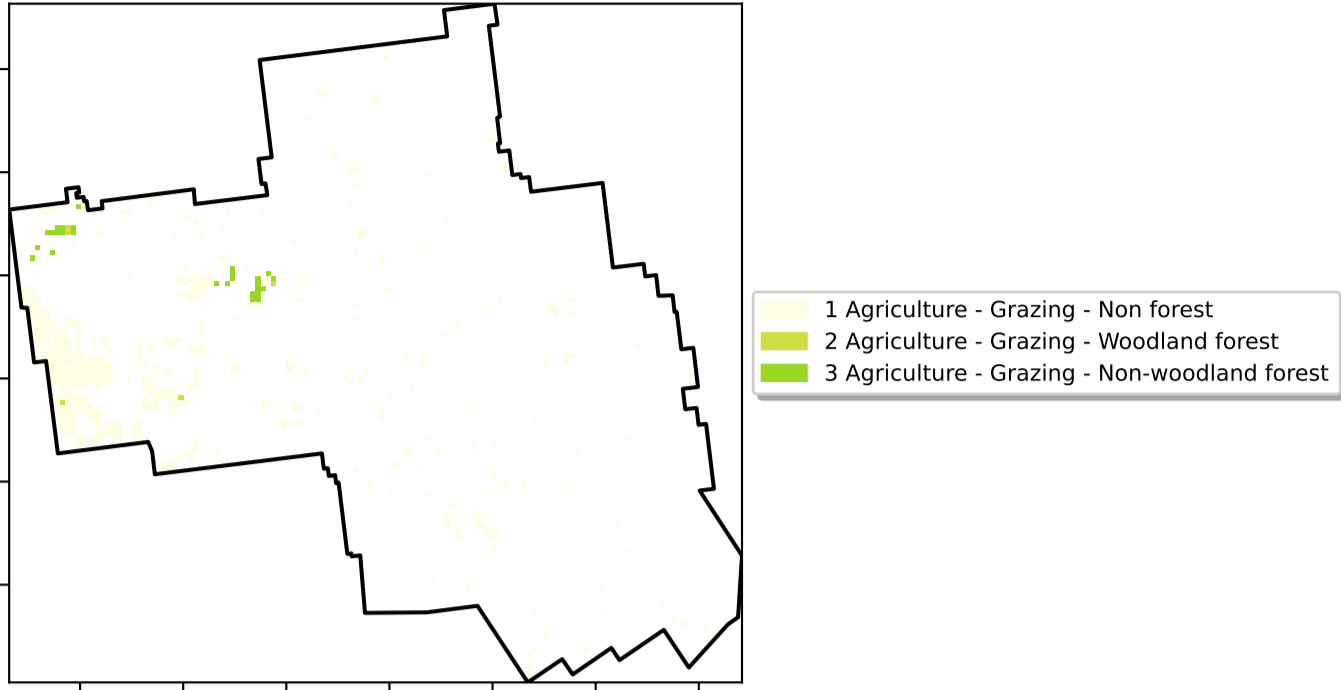 1 Agriculture - Grazing - Non forest
2 Agriculture - Grazing - Woodland forest
3 Agriculture - Grazing - Non-woodland forest